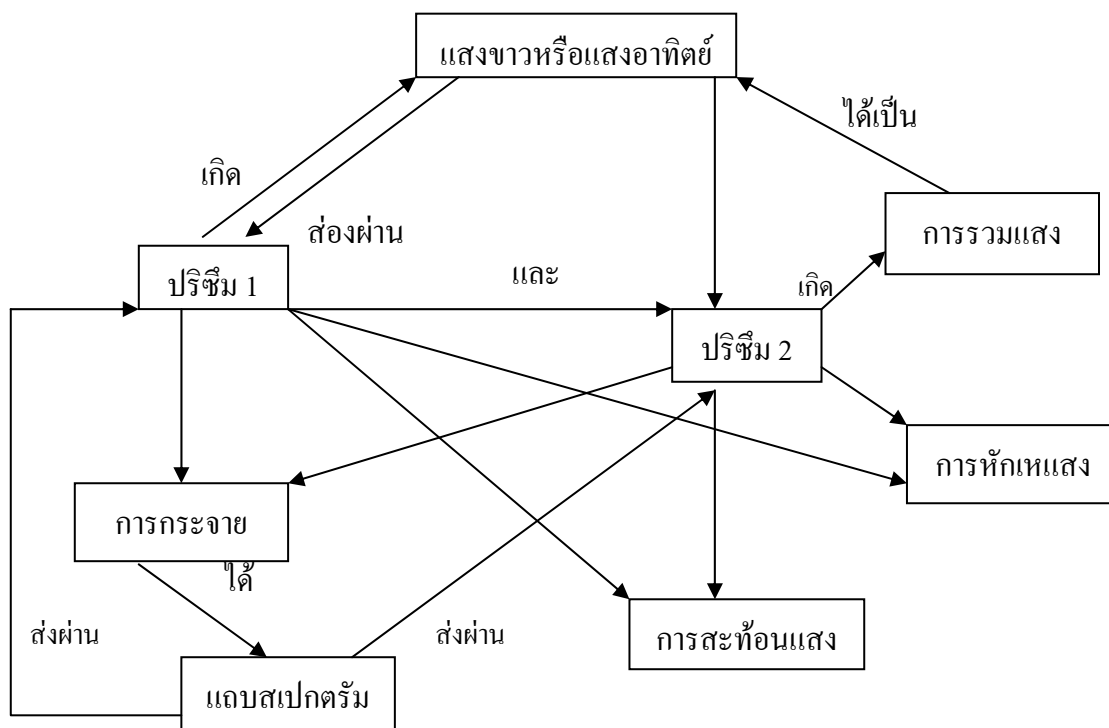 แสงขาวหรือแสงอาทิตย์
ได้เป็น
เกิด
ส่องผ่าน
การรวมแสง
ปริซึม 1
และ
เกิด
ปริซึม 2
การหักเหแสง
การกระจาย
ได้
ส่งผ่าน
ส่งผ่าน
การสะท้อนแสง
แถบสเปกตรัม